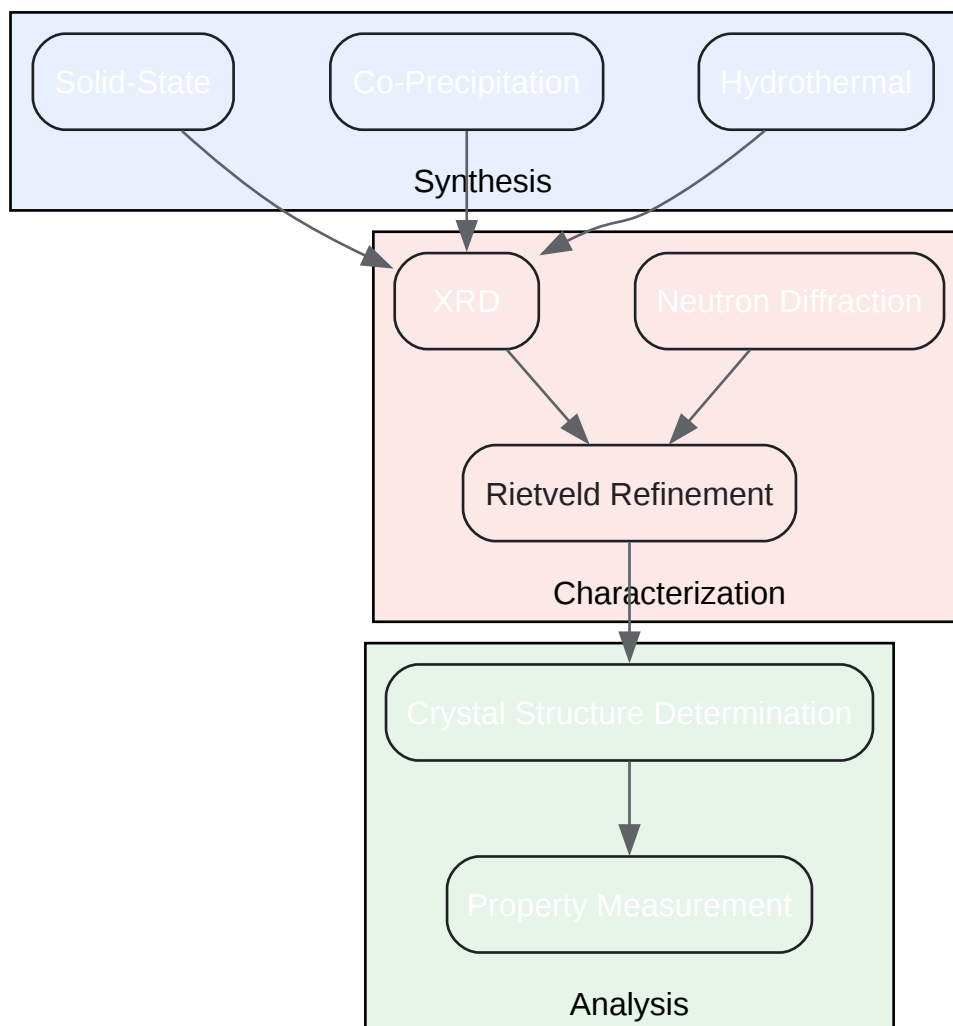 Solid-State
Co-Precipitation
Hydrothermal
Synthesis
XRD
Neutron Diffraction
Rietveld Refinement
Characterization
Crystal Structure Determination
Property Measurement
Analysis